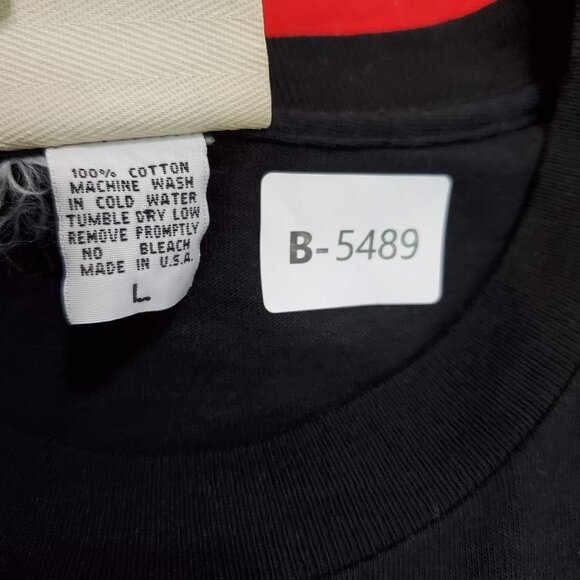 100% COTTON
MACHINE WASH
IN COLD WATER
TUMBLE DRY LOW
REMOVE PROMPTLY
NO BLEACH
MADE IN U.S.A.
L
B-5489